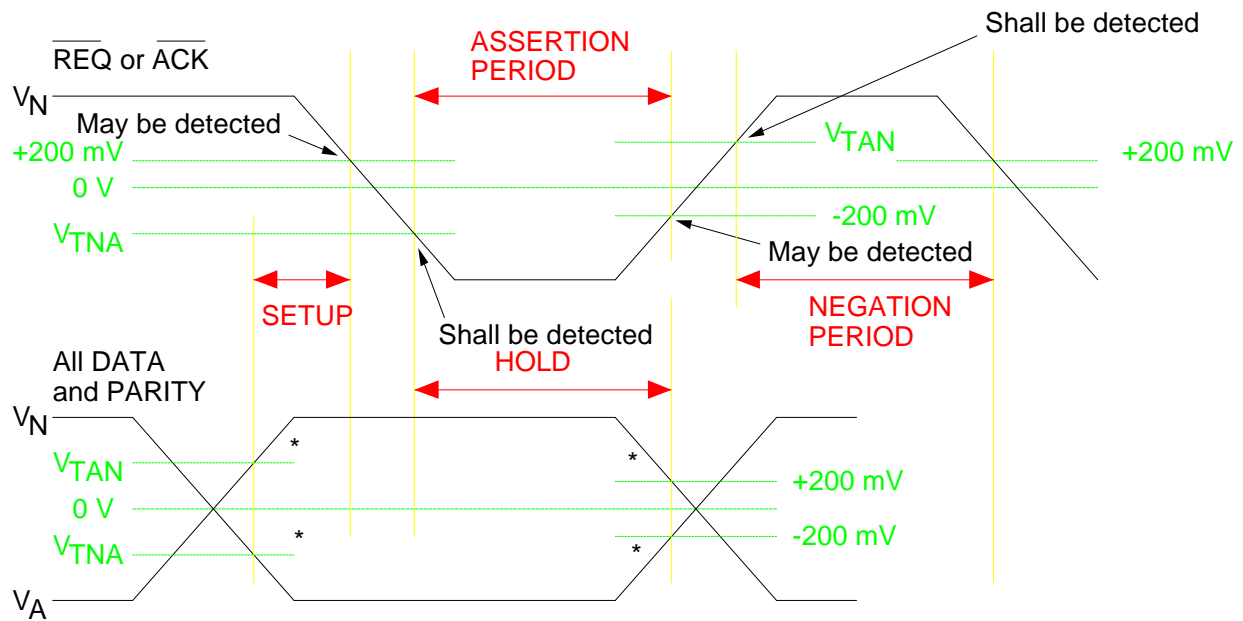 Shall be detected
REQ or ACK
ASSERTION
PERIOD
VN
May be detected
+200 mV
VTAN
+200 mV
0 V
-200 mV
VTNA
May be detected
SETUP
NEGATION
PERIOD
Shall be detected
HOLD
All DATA
and PARITY
VN
*
*
VTAN
+200 mV
0 V
*
*
-200 mV
VTNA
VA